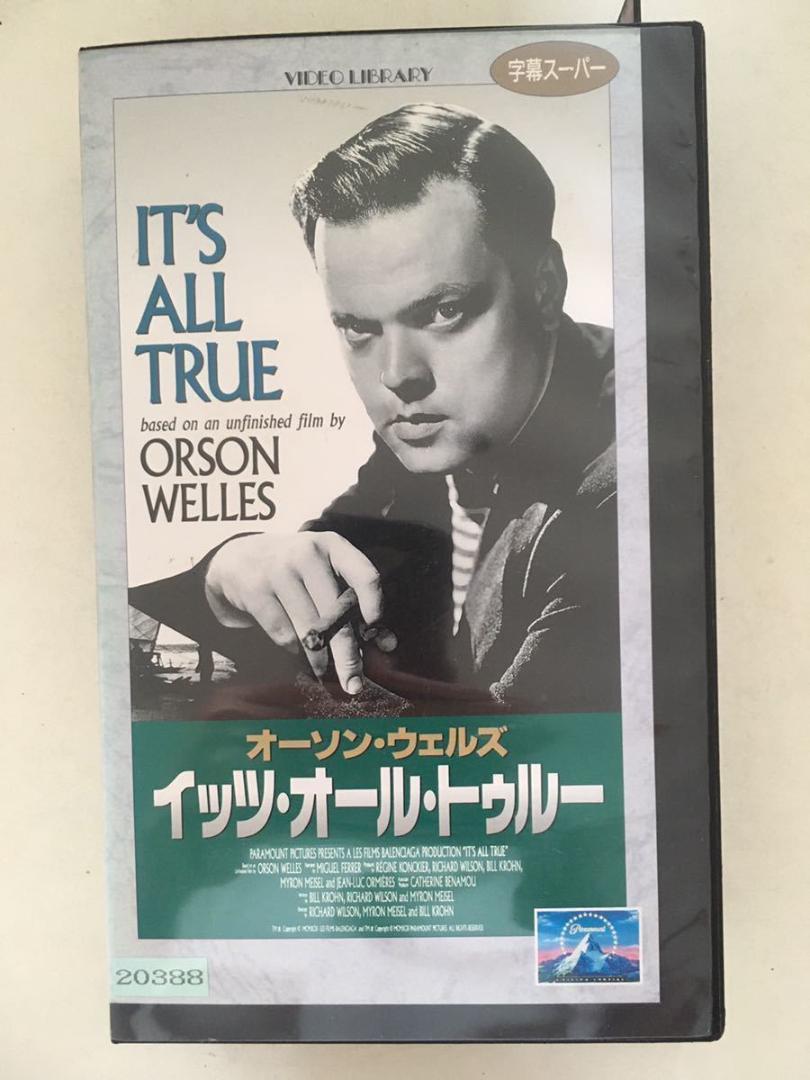 VIDEO LIBRARY
字幕スーパー
IT'S
ALL
TRUE
based on an unfinished film by
ORSON
WELLES
オーソン・ウェルズ
イッツ・オール・トゥルー
PARAMOUNT PICTURES PRESENTS A LES FILMS BALENCIAGA PRODUCTION "IT'S ALL TRUE"
ORSON WELLES MIGUEL FERRER RÉGINE KONCKIER, RICHARD WILSON, BILL KROHN,
MYRON MEISEL and JEAN-LUC ORMIÈRES CATHERINE BENAMOU
BILL KROHN, RICHARD WILSON and MYRON MEISEL
RICHARD WILSON, MYRON MEISEL and BILL KROHN
Paramount
20388